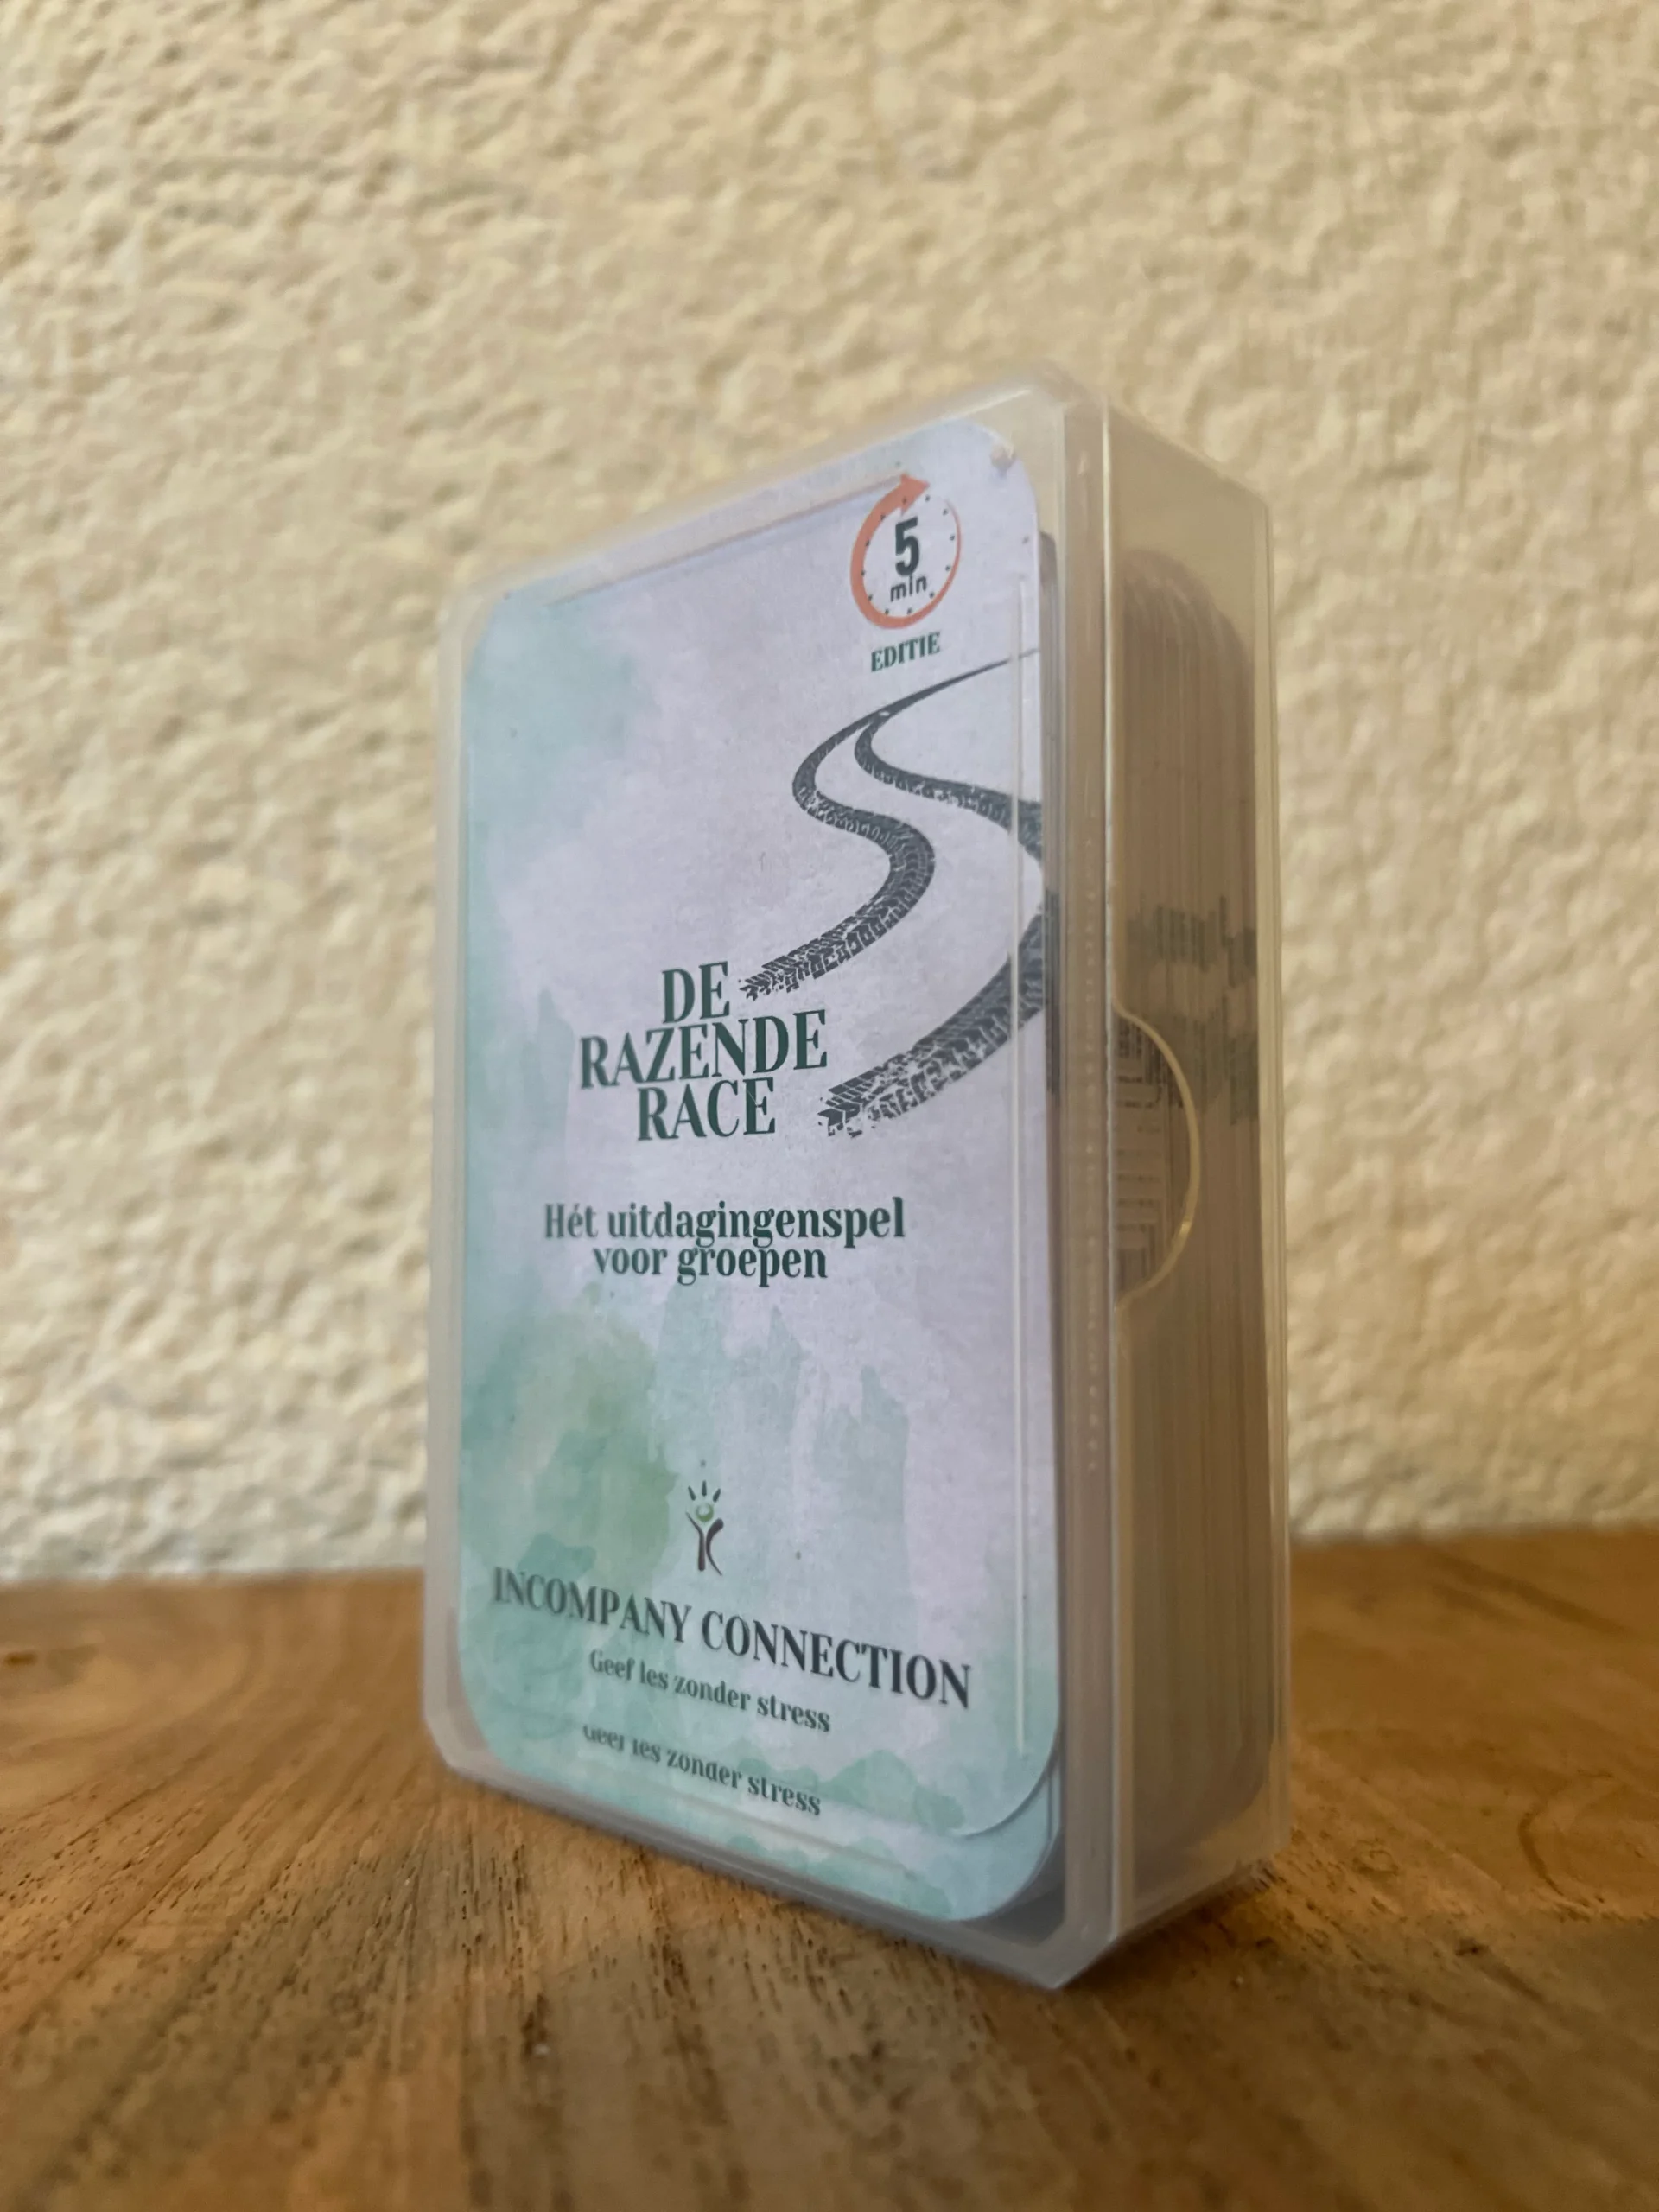 5
min
EDITIE
DE
RAZENDE
RACE
Hét uitdagingenspel
voor groepen
INCOMPANY CONNECTION
Geef les zonder stress
Geef les zonder stress